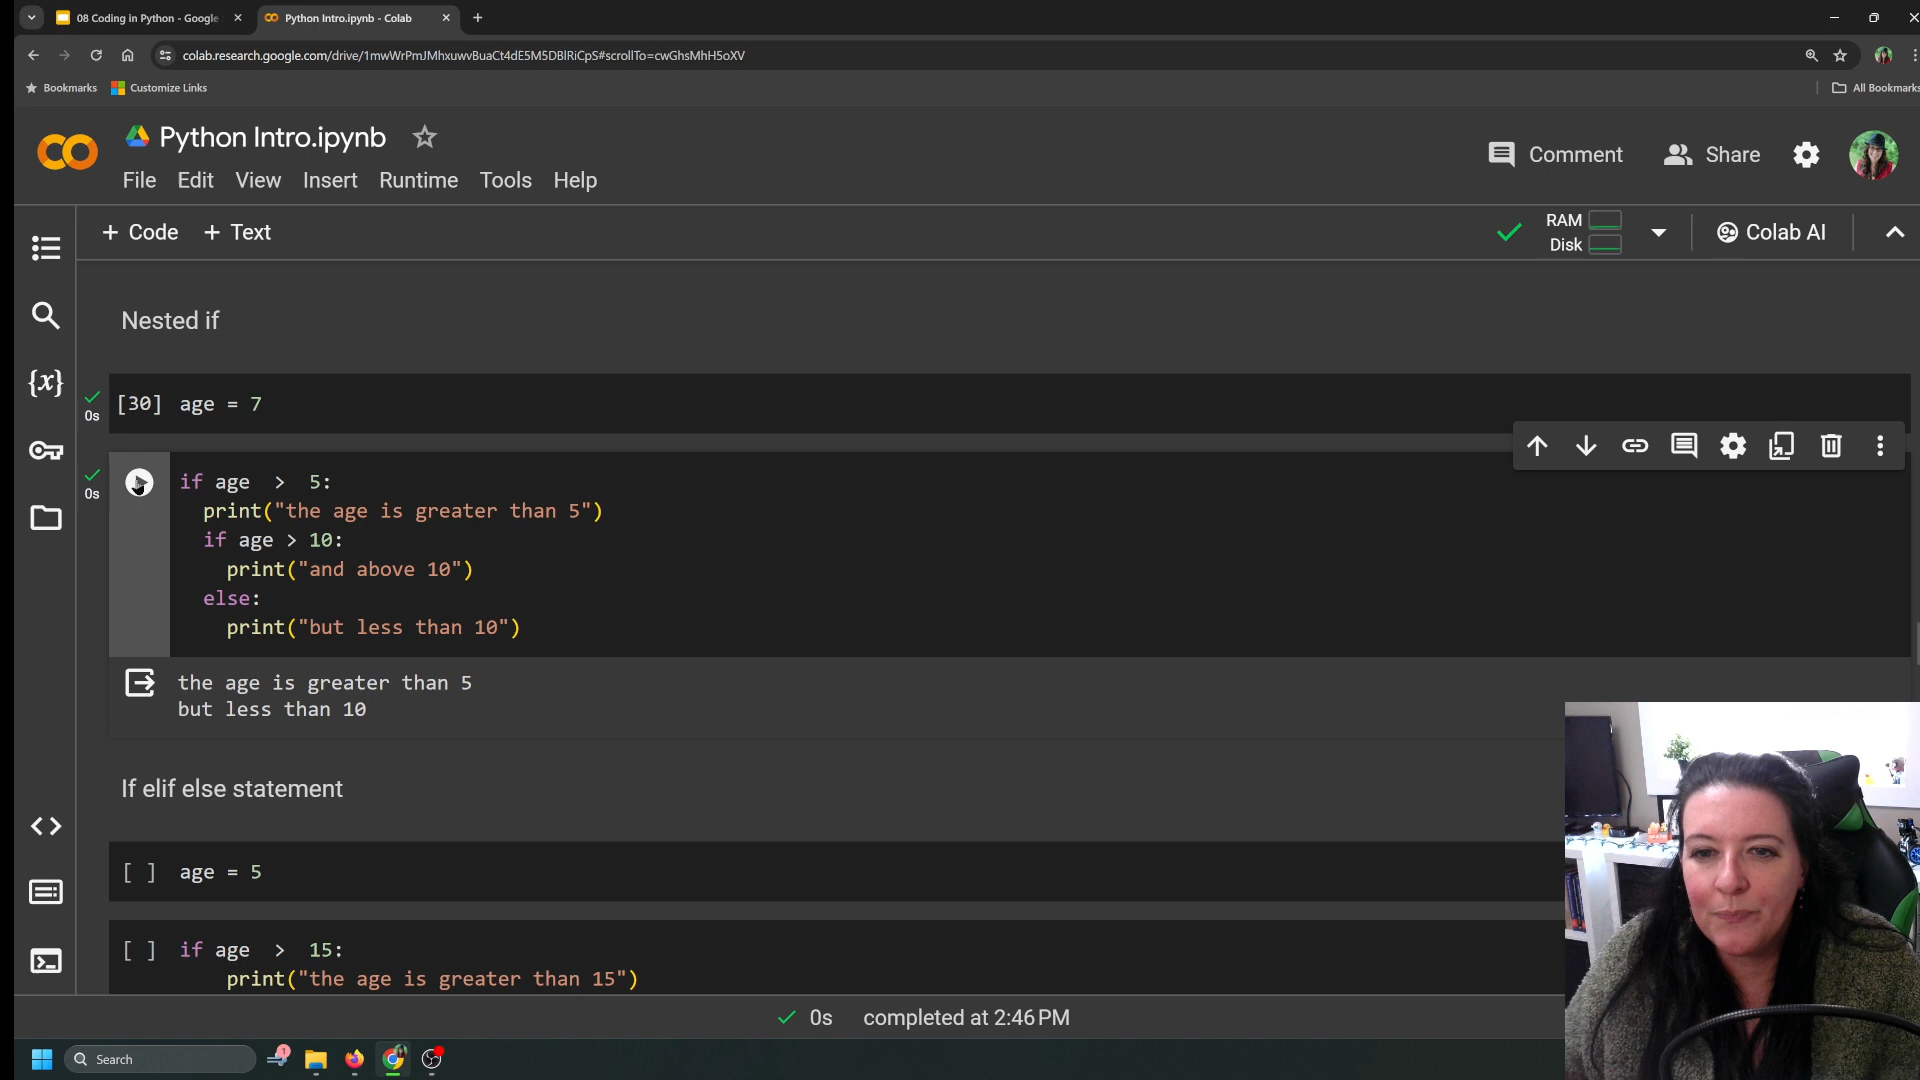 08 Coding in Python - Google
Python Intro.ipynb - Colab
colab.research.google.com/drive/1mwWrPmJMhxuwvBuaCt4dE5M5DBlRiCpS#scrollTo=cwGhsMhH5oXV
Bookmarks
Customize Links
All Bookmarks
Python Intro.ipynb
File Edit View Insert Runtime Tools Help
Comment
Share
+ Code + Text
RAM
Disk
Colab AI
Nested if
{x}
0s
[30] age = 7
0s
if age > 5:
print("the age is greater than 5")
if age > 10:
print("and above 10")
else:
print("but less than 10")
the age is greater than 5
but less than 10
If elif else statement
[ ] age = 5
[ ] if age > 15:
print("the age is greater than 15")
0s completed at 2:46 PM
Search
1